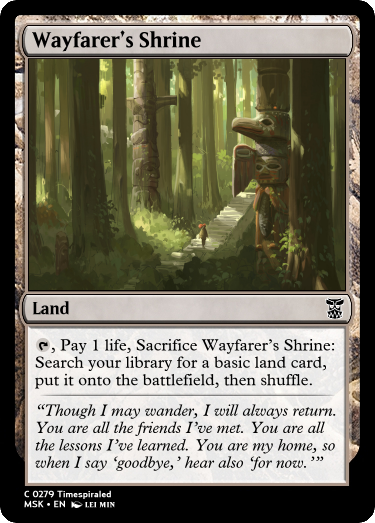 Wayfarer's Shrine
Land
, Pay 1 life, Sacrifice Wayfarer's Shrine:
Search your library for a basic land card,
put it onto the battlefield, then shuffle.
“Though I may wander, I will always return.
You are all the friends I've met. You are all
the lessons I've learned. You are my home, so
when I say ‘goodbye,’ hear also ‘for now.’”
C 0279 Timespiraled
MSK • EN LEI MIN